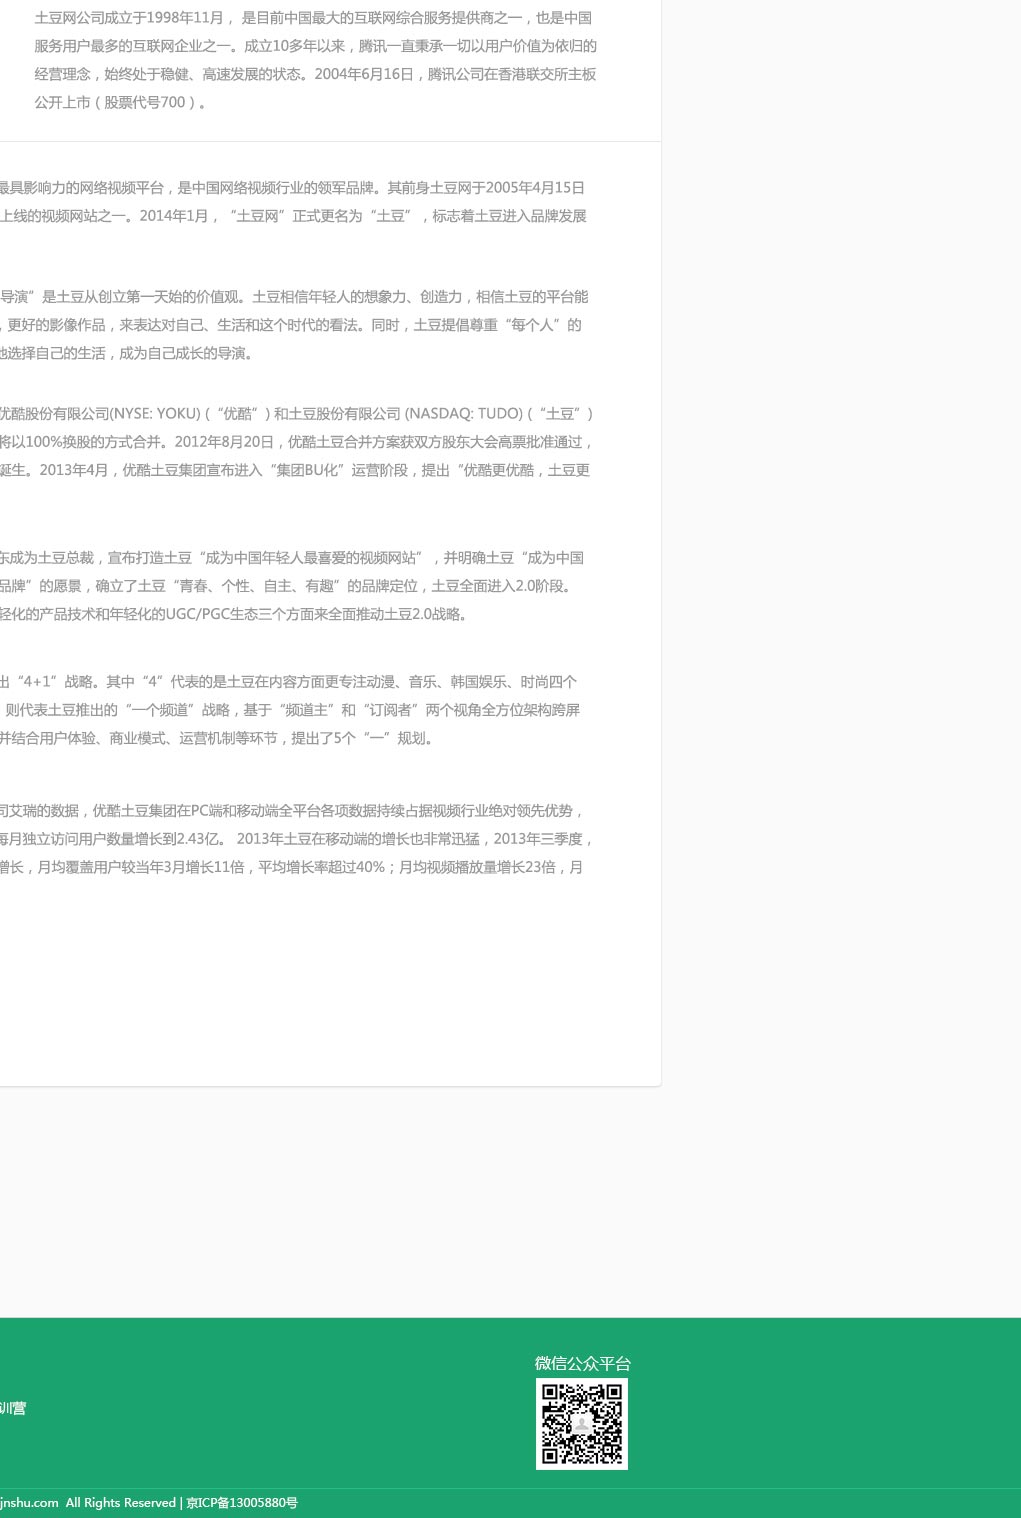 土豆网公司成立于1998年11月， 是目前中国最大的互联网综合服务提供商之一，也是中国
服务用户最多的互联网企业之一。成立10多年以来，腾讯一直秉承一切以用户价值为依归的
经营理念，始终处于稳健、高速发展的状态。2004年6月16日，腾讯公司在香港联交所主板
公开上市（股票代号700）。
最具影响力的网络视频平台，是中国网络视频行业的领军品牌。其前身土豆网于2005年4月15日
上线的视频网站之一。2014年1月，“土豆网”正式更名为“土豆”，标志着土豆进入品牌发展
导演”是土豆从创立第一天始的价值观。土豆相信年轻人的想象力、创造力，相信土豆的平台能
，更好的影像作品，来表达对自己、生活和这个时代的看法。同时，土豆提倡尊重“每个人”的
地选择自己的生活，成为自己成长的导演。
优酷股份有限公司(NYSE: YOKU)（“优酷”）和土豆股份有限公司 (NASDAQ: TUDO)（“土豆”）
将以100%换股的方式合并。2012年8月20日，优酷土豆合并方案获双方股东大会高票批准通过，
诞生。2013年4月，优酷土豆集团宣布进入“集团BU化”运营阶段，提出“优酷更优酷，土豆更
东成为土豆总裁，宣布打造土豆“成为中国年轻人最喜爱的视频网站”，并明确土豆“成为中国
品牌”的愿景，确立了土豆“青春、个性、自主、有趣”的品牌定位，土豆全面进入2.0阶段。
轻化的产品技术和年轻化的UGC/PGC生态三个方面来全面推动土豆2.0战略。
出“4+1”战略。其中“4”代表的是土豆在内容方面更专注动漫、音乐、韩国娱乐、时尚四个
则代表土豆推出的“一个频道”战略，基于“频道主”和“订阅者”两个视角全方位架构跨屏
并结合用户体验、商业模式、运营机制等环节，提出了5个“一”规划。
司艾瑞的数据，优酷土豆集团在PC端和移动端全平台各项数据持续占据视频行业绝对领先优势，
每月独立访问用户数量增长到2.43亿。 2013年土豆在移动端的增长也非常迅猛，2013年三季度，
增长，月均覆盖用户较当年3月增长11倍，平均增长率超过40%；月均视频播放量增长23倍，月
微信公众平台
训营
jnshu.com  All Rights Reserved | 京ICP备13005880号